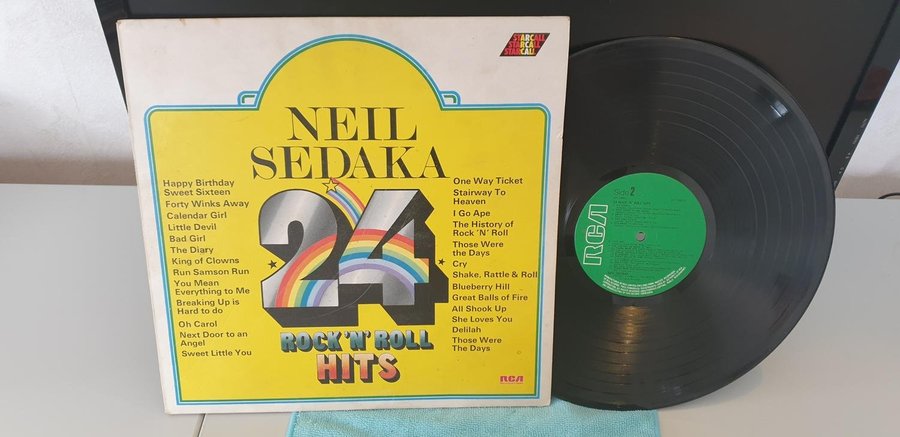 STARCALL
STARCALL
STARCALL
NEIL
SEDAKA
24
ROCK 'N' ROLL
HITS
Happy Birthday
Sweet Sixteen
Forty Winks Away
Calendar Girl
Little Devil
Bad Girl
The Diary
King of Clowns
Run Samson Run
You Mean
Everything to Me
Breaking Up is
Hard to do
Oh Carol
Next Door to an
Angel
Sweet Little You
One Way Ticket
Stairway To
Heaven
I Go Ape
The History of
Rock 'N' Roll
Those Were
the Days
Cry
Shake, Rattle & Roll
Blueberry Hill
Great Balls of Fire
All Shook Up
She Loves You
Delilah
Those Were
The Days
RCA
Side 2
RCA